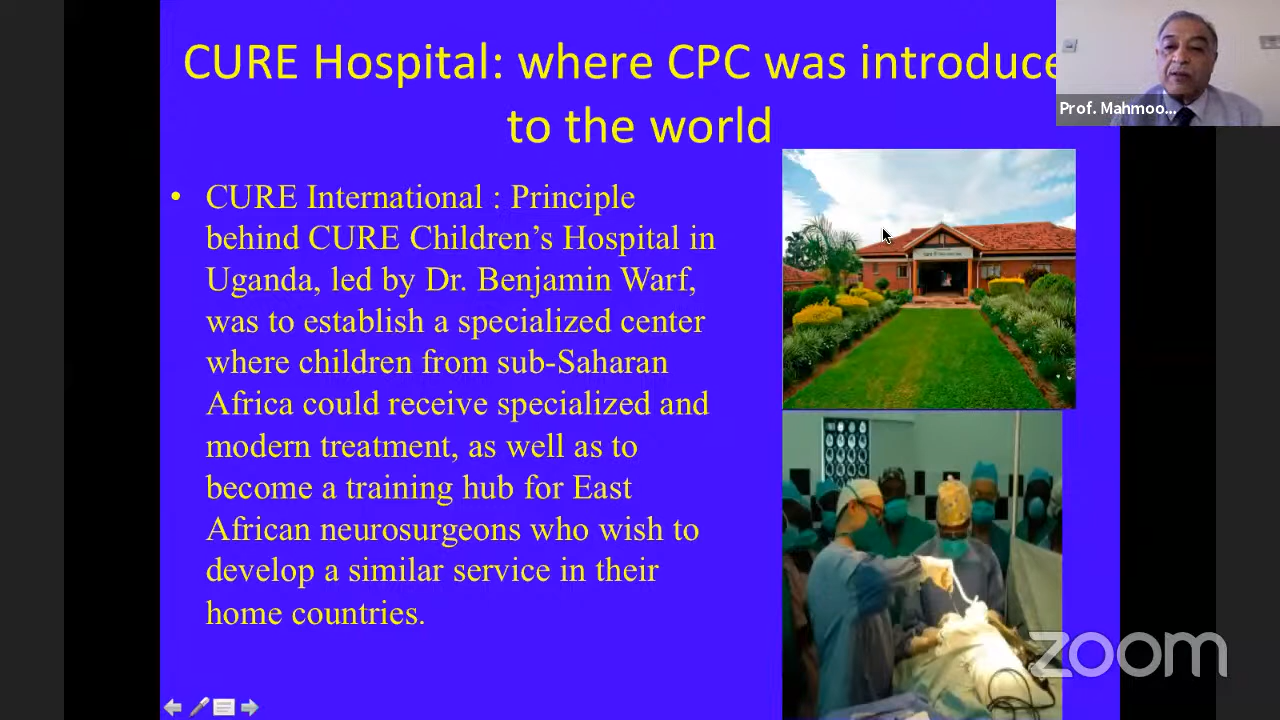 CURE Hospital: where CPC was introduce
to the world
Prof. Mahmoo...
• CURE International : Principle
behind CURE Children’s Hospital in
Uganda, led by Dr. Benjamin Warf,
was to establish a specialized center
where children from sub-Saharan
Africa could receive specialized and
modern treatment, as well as to
become a training hub for East
African neurosurgeons who wish to
develop a similar service in their
home countries.
zoom